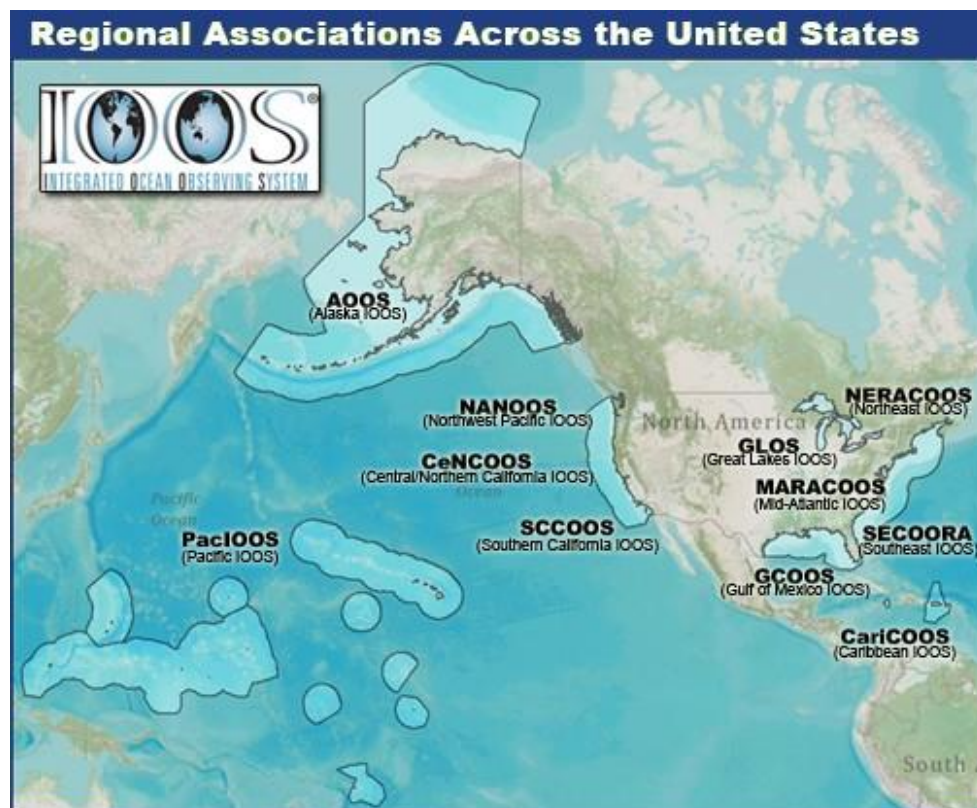 Regional Associations Across the United States
IOOS®
INTEGRATED OCEAN OBSERVING SYSTEM
AOOS
(Alaska IOOS)
NANOOS
(Northwest Pacific IOOS)
NERACOOS
(Northeast IOOS)
North America
GLOS
(Great Lakes IOOS)
CeNCOOS
(Central/Northern California IOOS)
MARACOOS
(Mid-Atlantic IOOS)
Pacific
Ocean
Ocean
SCCOOS
(Southern California IOOS)
SECOORA
(Southeast IOOS)
PacIOOS
(Pacific IOOS)
GCOOS
(Gulf of Mexico IOOS)
CariCOOS
(Caribbean IOOS)
South